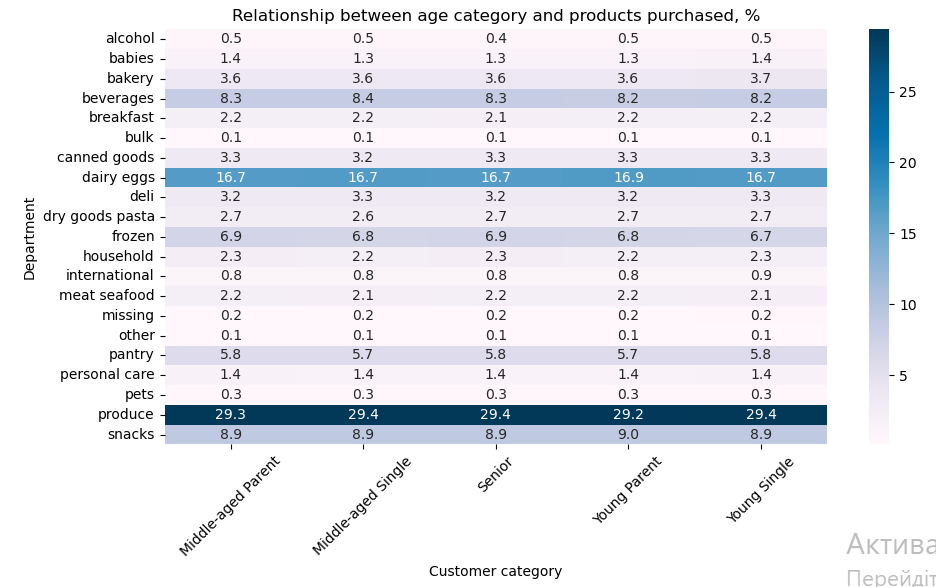 Relationship between age category and products purchased, %
alcohol 0.5 0.5 0.4 0.5 0.5
babies 1.4 1.3 1.3 1.3 1.4
bakery 3.6 3.6 3.6 3.6 3.7
beverages 8.3 8.4 8.3 8.2 8.2
breakfast 2.2 2.2 2.1 2.2 2.2
bulk 0.1 0.1 0.1 0.1 0.1
canned goods 3.3 3.2 3.3 3.3 3.3
dairy eggs 16.7 16.7 16.7 16.9 16.7
deli 3.2 3.3 3.2 3.2 3.3
dry goods pasta 2.7 2.6 2.7 2.7 2.7
frozen 6.9 6.8 6.9 6.8 6.7
household 2.3 2.2 2.3 2.2 2.3
international 0.8 0.8 0.8 0.8 0.9
meat seafood 2.2 2.1 2.2 2.2 2.1
missing 0.2 0.2 0.2 0.2 0.2
other 0.1 0.1 0.1 0.1 0.1
pantry 5.8 5.7 5.8 5.7 5.8
personal care 1.4 1.4 1.4 1.4 1.4
pets 0.3 0.3 0.3 0.3 0.3
produce 29.3 29.4 29.4 29.2 29.4
snacks 8.9 8.9 8.9 9.0 8.9
Department
Middle-aged Parent
Middle-aged Single
Senior
Young Parent
Young Single
Customer category
25
20
15
10
5
Актива
Перейдіт